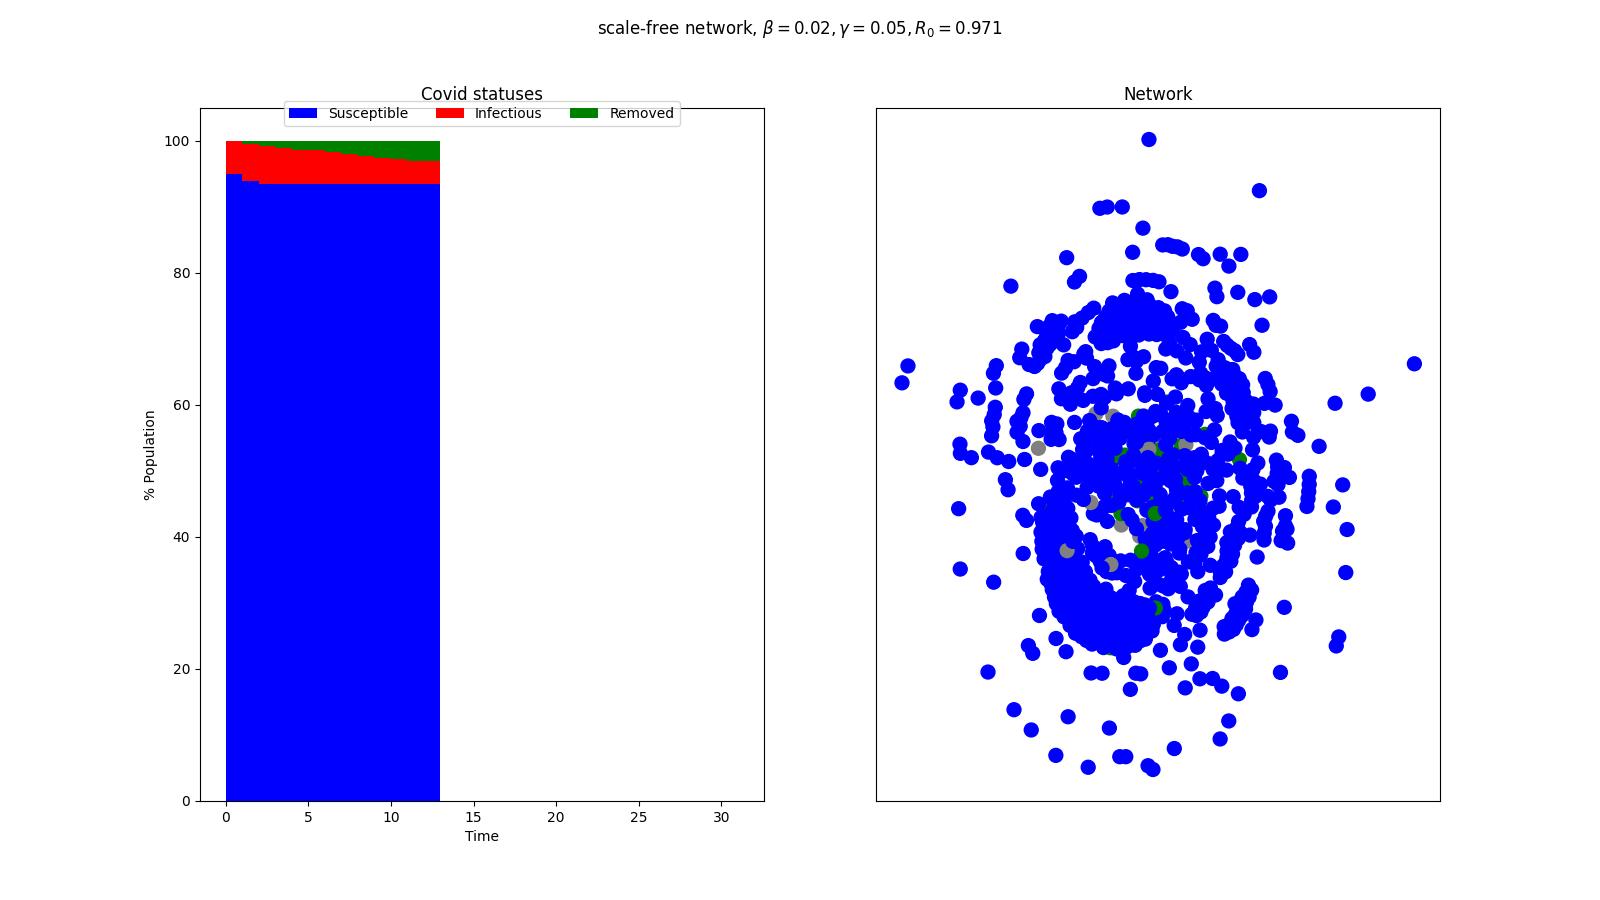 scale-free network, β = 0.02, γ = 0.05, R₀ = 0.971
Covid statuses
Susceptible Infectious Removed
100
80
60
40
20
0
% Population
0 5 10 15 20 25 30
Time
Network